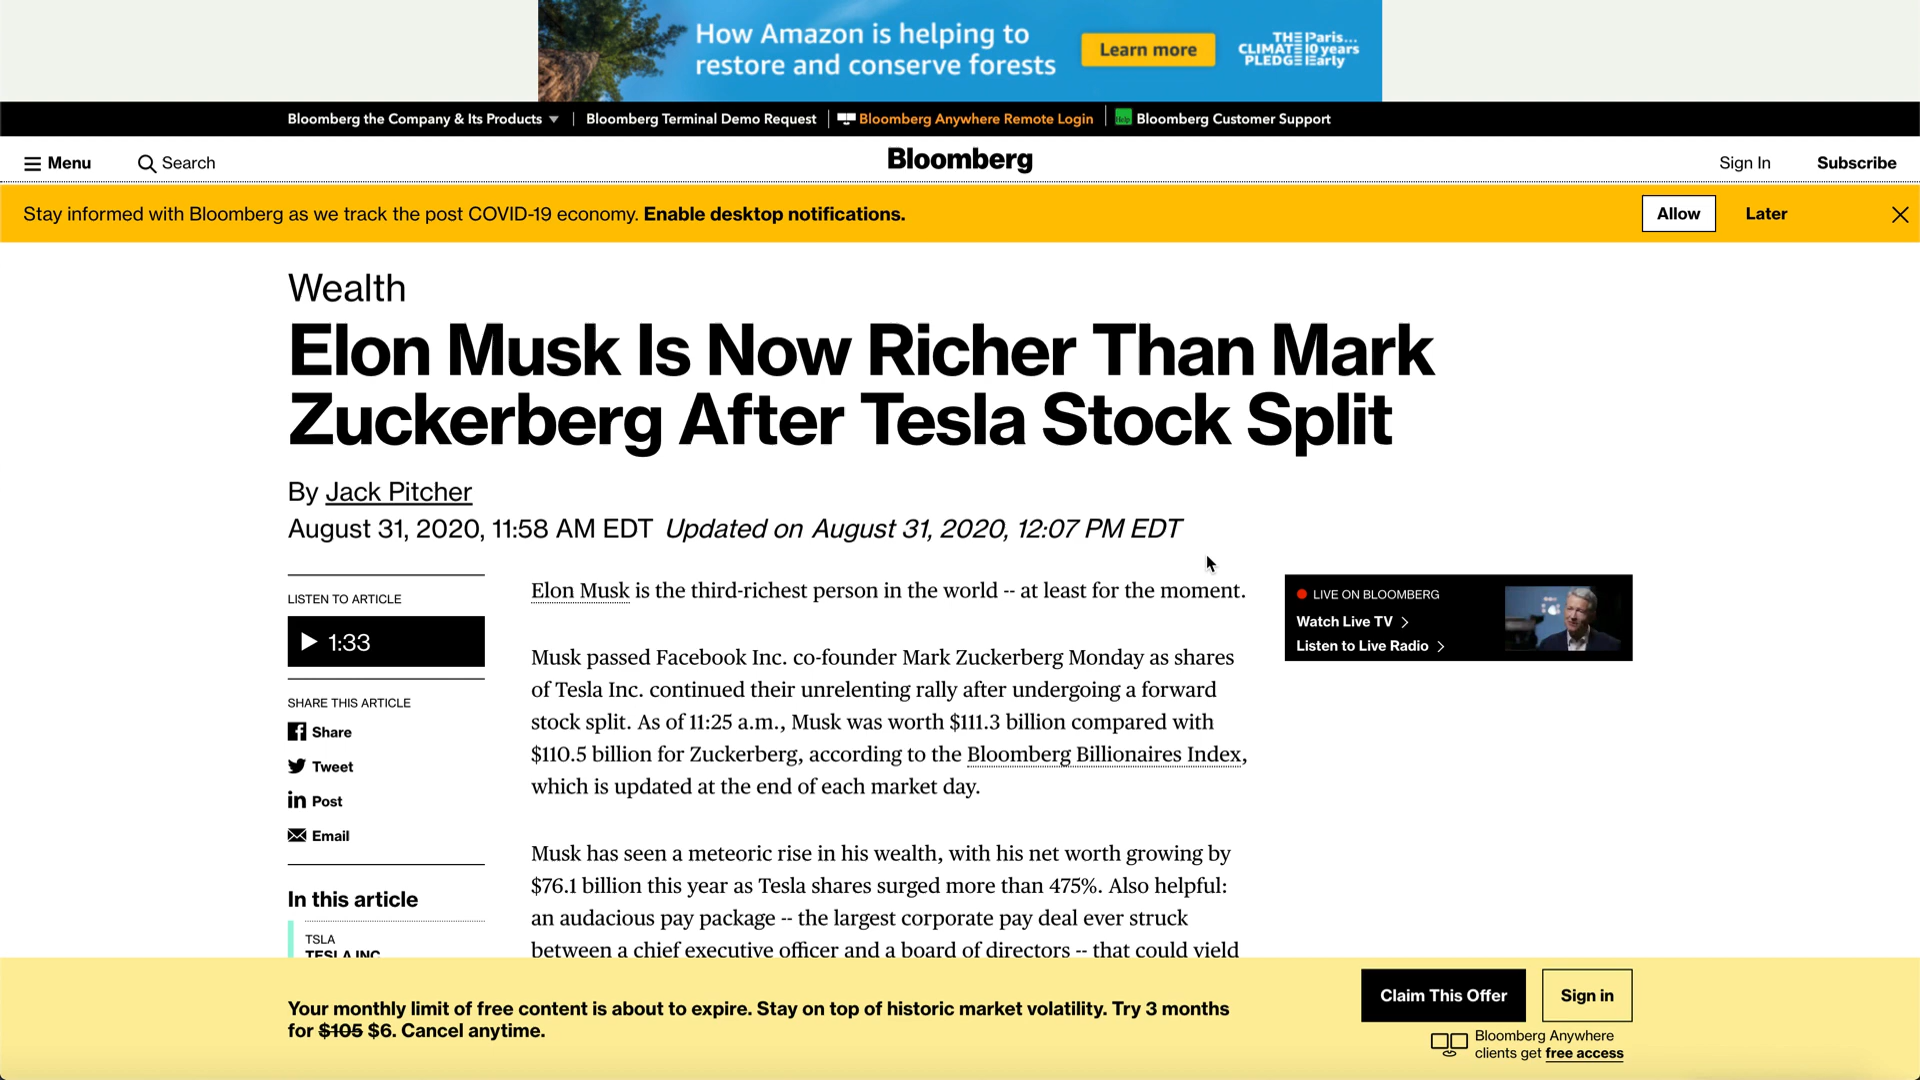 How Amazon is helping to
restore and conserve forests
Learn more
THE Paris...
CLIMATE 10 years
PLEDGE Early
Bloomberg the Company & Its Products
Bloomberg Terminal Demo Request
Bloomberg Anywhere Remote Login
Help
Bloomberg Customer Support
Menu
Search
Bloomberg
Sign In
Subscribe
Stay informed with Bloomberg as we track the post COVID-19 economy. Enable desktop notifications.
Allow
Later
Wealth
Elon Musk Is Now Richer Than Mark
Zuckerberg After Tesla Stock Split
By Jack Pitcher
August 31, 2020, 11:58 AM EDT Updated on August 31, 2020, 12:07 PM EDT
LISTEN TO ARTICLE
1:33
SHARE THIS ARTICLE
Share
Tweet
Post
Email
In this article
TSLA
TESLA INC
Elon Musk is the third-richest person in the world -- at least for the moment.
Musk passed Facebook Inc. co-founder Mark Zuckerberg Monday as shares
of Tesla Inc. continued their unrelenting rally after undergoing a forward
stock split. As of 11:25 a.m., Musk was worth $111.3 billion compared with
$110.5 billion for Zuckerberg, according to the Bloomberg Billionaires Index,
which is updated at the end of each market day.
Musk has seen a meteoric rise in his wealth, with his net worth growing by
$76.1 billion this year as Tesla shares surged more than 475%. Also helpful:
an audacious pay package -- the largest corporate pay deal ever struck
between a chief executive officer and a board of directors -- that could yield
LIVE ON BLOOMBERG
Watch Live TV
Listen to Live Radio
Your monthly limit of free content is about to expire. Stay on top of historic market volatility. Try 3 months
for $105 $6. Cancel anytime.
Claim This Offer
Sign in
Bloomberg Anywhere
clients get free access